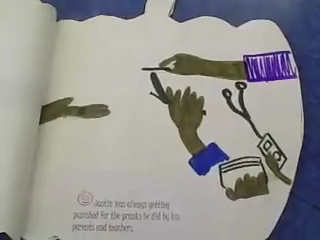 Justin was always getting
punished for the pranks he did by his
parents and teachers.